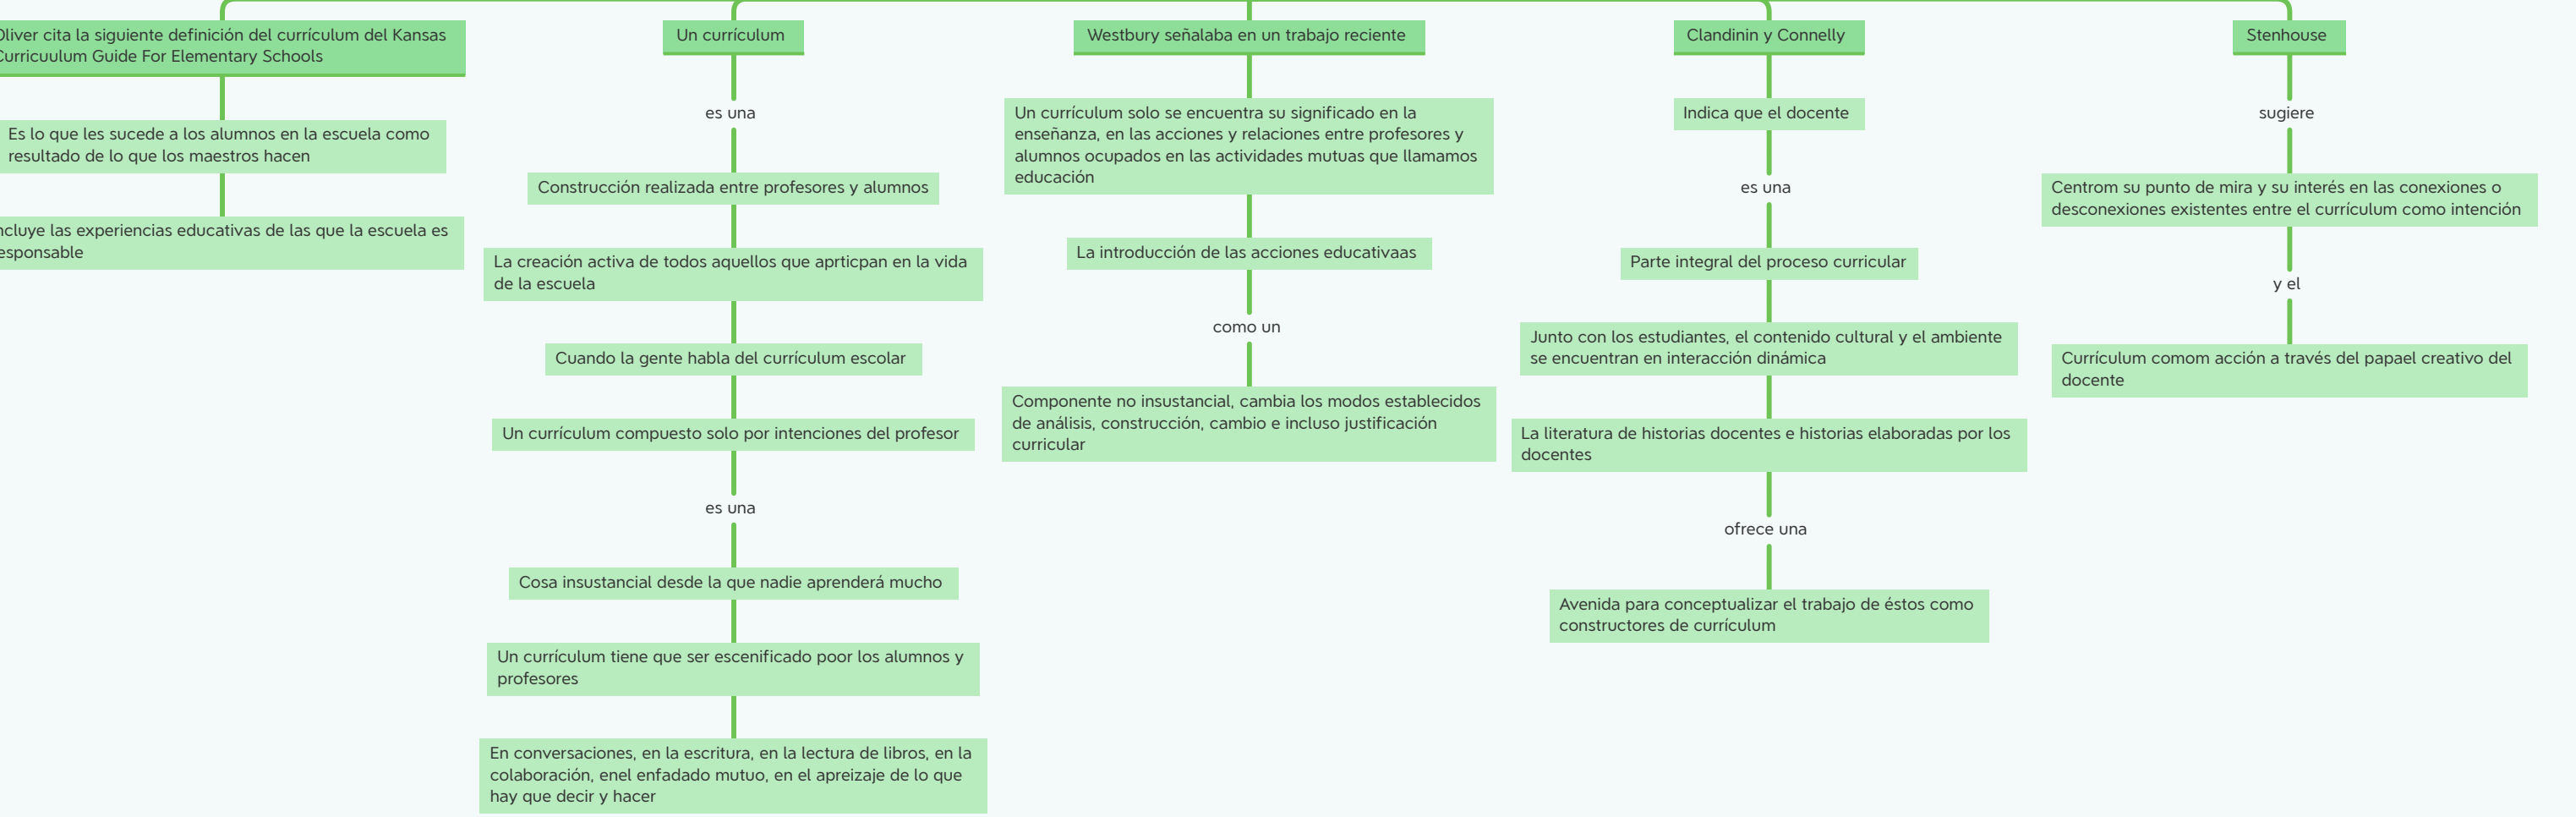 Oliver cita la siguiente definición del currículum del Kansas
Curricuulum Guide For Elementary Schools
Es lo que les sucede a los alumnos en la escuela como
resultado de lo que los maestros hacen
ncluye las experiencias educativas de las que la escuela es
esponsable
Un currículum
es una
Construcción realizada entre profesores y alumnos
La creación activa de todos aquellos que aprticpan en la vida
de la escuela
Cuando la gente habla del currículum escolar
Un currículum compuesto solo por intenciones del profesor
es una
Cosa insustancial desde la que nadie aprenderá mucho
Un currículum tiene que ser escenificado poor los alumnos y
profesores
En conversaciones, en la escritura, en la lectura de libros, en la
colaboración, enel enfadado mutuo, en el apreizaje de lo que
hay que decir y hacer
Westbury señalaba en un trabajo reciente
Un currículum solo se encuentra su significado en la
enseñanza, en las acciones y relaciones entre profesores y
alumnos ocupados en las actividades mutuas que llamamos
educación
La introducción de las acciones educativaas
como un
Componente no insustancial, cambia los modos establecidos
de análisis, construcción, cambio e incluso justificación
curricular
Clandinin y Connelly
Indica que el docente
es una
Parte integral del proceso curricular
Junto con los estudiantes, el contenido cultural y el ambiente
se encuentran en interacción dinámica
La literatura de historias docentes e historias elaboradas por los
docentes
ofrece una
Avenida para conceptualizar el trabajo de éstos como
constructores de currículum
Stenhouse
sugiere
Centrom su punto de mira y su interés en las conexiones o
desconexiones existentes entre el currículum como intención
y el
Currículum comom acción a través del papael creativo del
docente